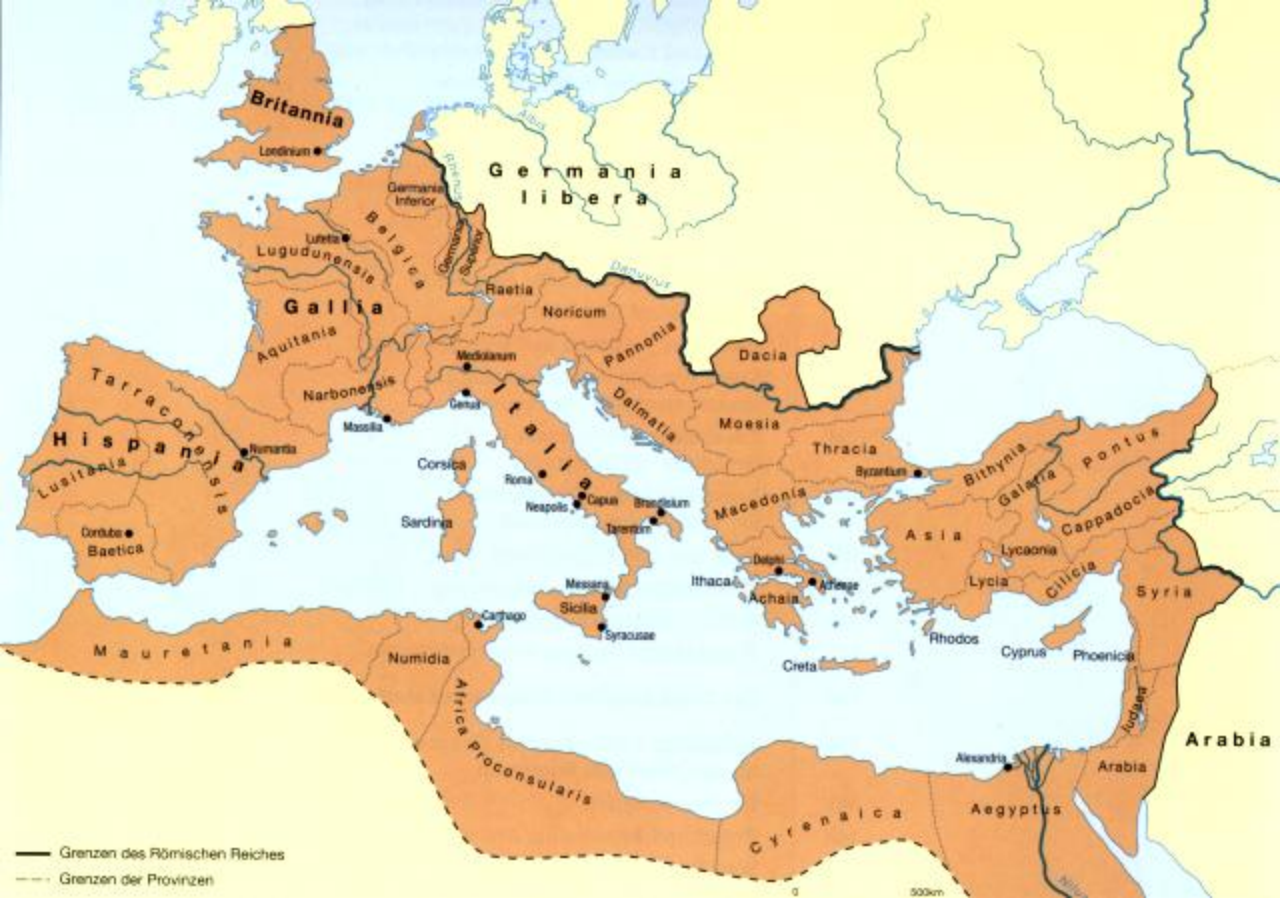 Britannia
Londinium
Albis
Rhenus
Germania
libera
Germania
Inferior
Belgica
Lutetia
Lugudunensis
Germania
Superior
Danuvius
Gallia
Raetia
Noricum
Aquitania
Pannonia
Dacia
Mediolanum
Narbonensis
Genua
Massilia
Italia
Dalmatia
Moesia
Tarraconensis
Hispania
Numantia
Lusitania
Corduba
Baetica
Corsica
Sardinia
Roma
Neapolis
Capua
Brundisium
Tarentum
Thracia
Byzantium
Macedonia
Bithynia
Pontus
Galatia
Cappadocia
Asia
Lycaonia
Lycia
Cilicia
Syria
Delphi
Ithaca
Athenae
Achaia
Messana
Sicilia
Syracusae
Carthago
Mauretania
Numidia
Africa Proconsularis
Creta
Rhodos
Cyprus
Phoenicia
Iudaea
Arabia
Alexandria
Arabia
Aegyptus
Cyrenaica
Nilus
Grenzen des Römischen Reiches
Grenzen der Provinzen
0 500km